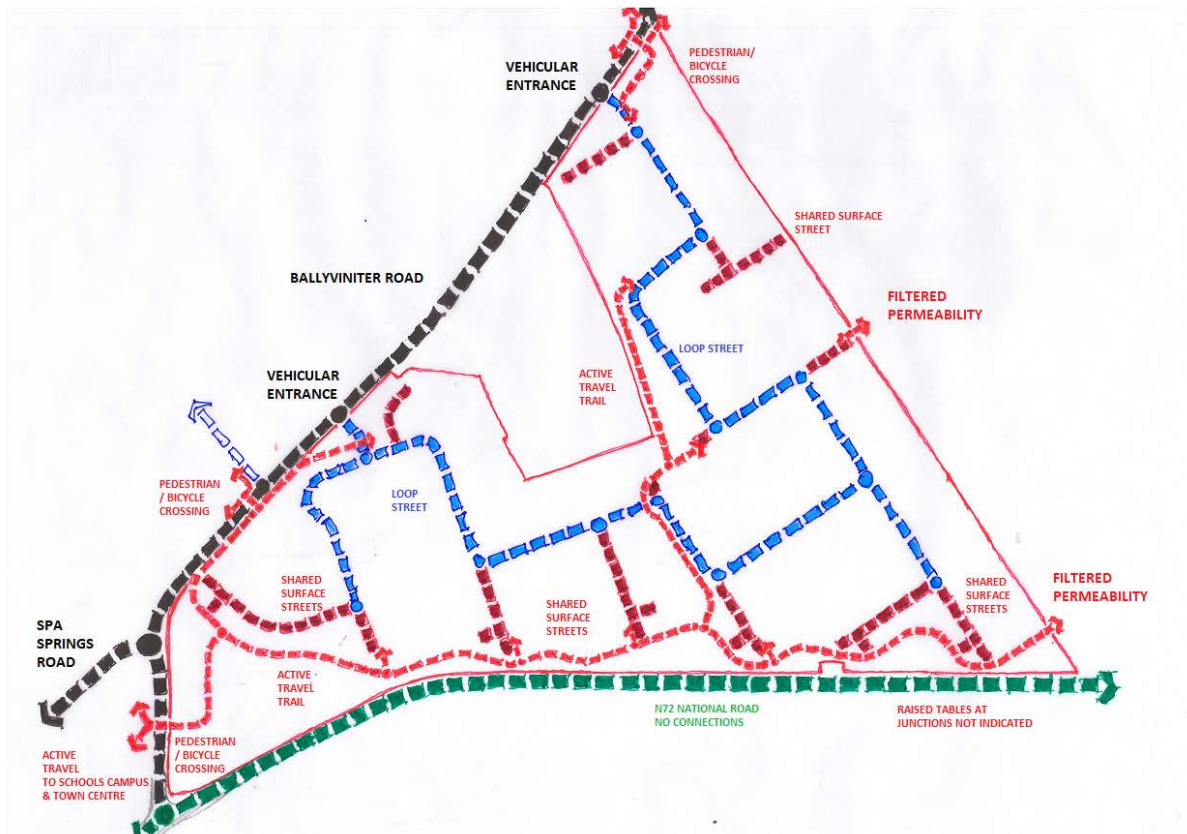 VEHICULAR
ENTRANCE
PEDESTRIAN/
BICYCLE
CROSSING
SHARED SURFACE
STREET
BALLYVINITER ROAD
FILTERED
PERMEABILITY
LOOP STREET
ACTIVE
TRAVEL
TRAIL
VEHICULAR
ENTRANCE
PEDESTRIAN
/ BICYCLE
CROSSING
LOOP
STREET
SHARED
SURFACE
STREETS
SHARED
SURFACE
STREETS
SHARED
SURFACE
STREETS
FILTERED
PERMEABILITY
SPA
SPRINGS
ROAD
ACTIVE
TRAVEL
TRAIL
N72 NATIONAL ROAD
NO CONNECTIONS
RAISED TABLES AT
JUNCTIONS NOT INDICATED
PEDESTRIAN
/ BICYCLE
CROSSING
ACTIVE
TRAVEL
TO SCHOOLS CAMPUS
& TOWN CENTRE